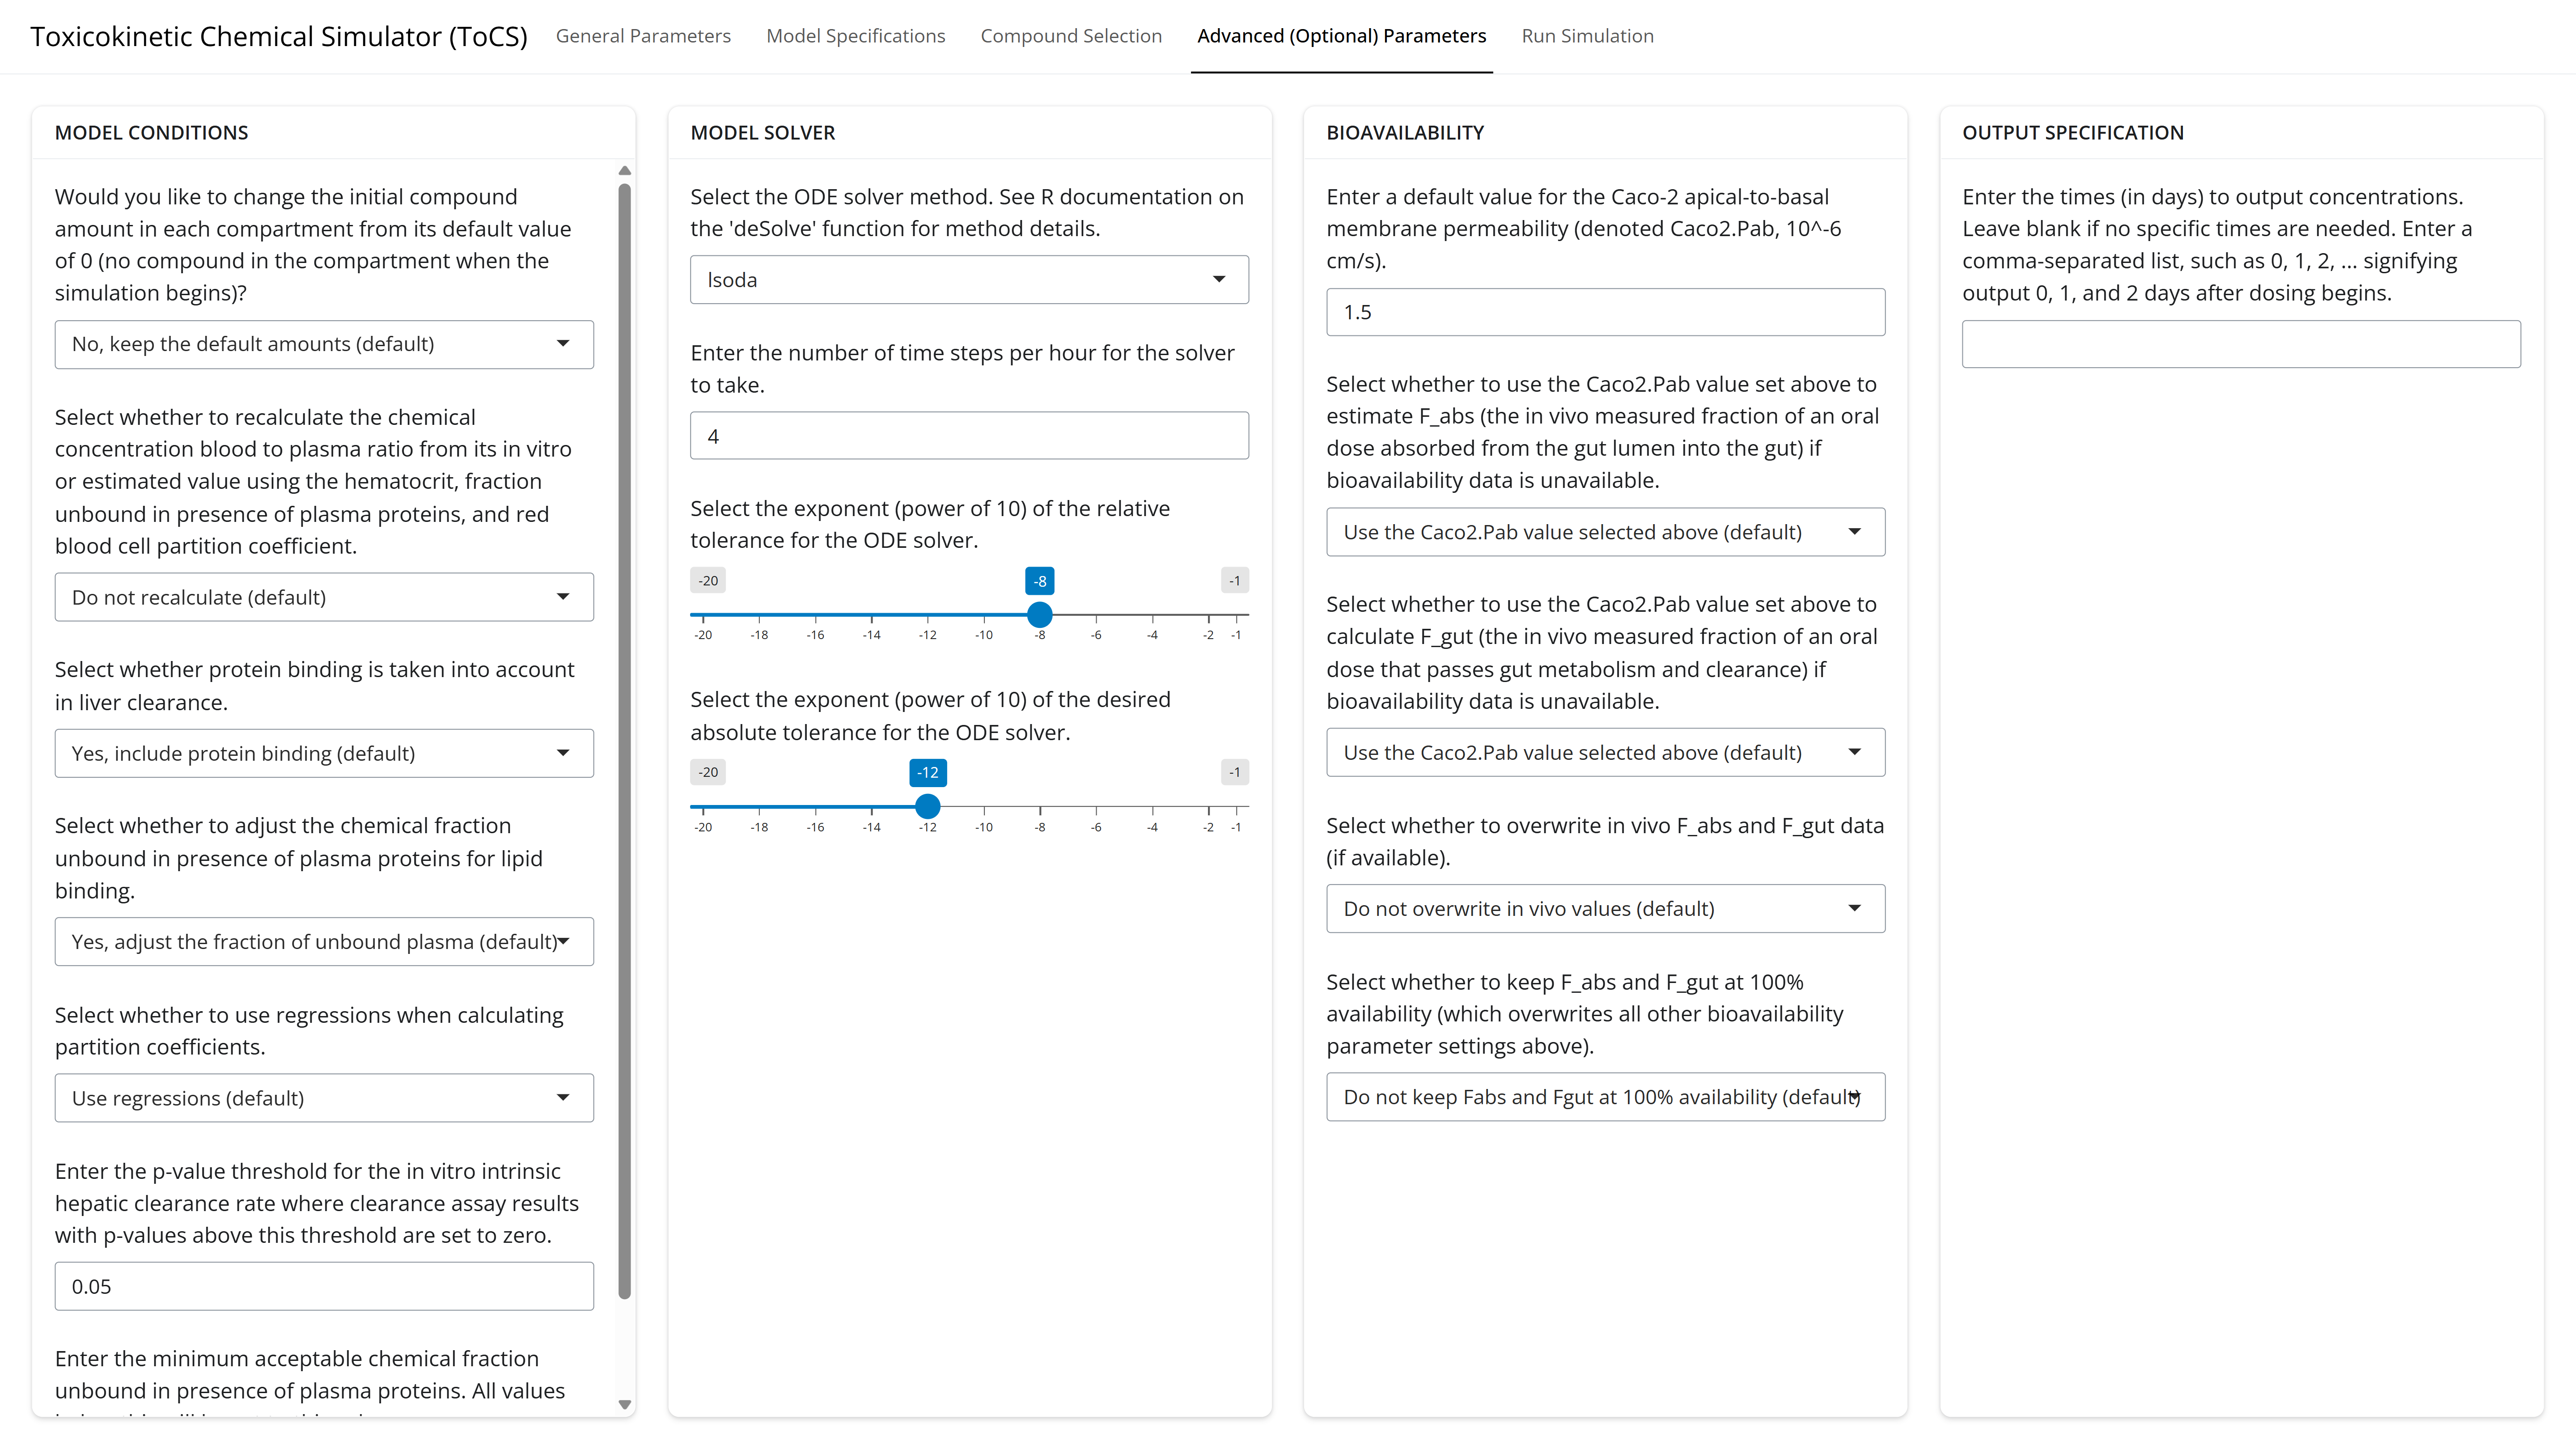 Toxicokinetic Chemical Simulator (ToCS)
General Parameters
Model Specifications
Compound Selection
Advanced (Optional) Parameters
Run Simulation
MODEL CONDITIONS
Would you like to change the initial compound
amount in each compartment from its default value
of 0 (no compound in the compartment when the
simulation begins)?
No, keep the default amounts (default)
Select whether to recalculate the chemical
concentration blood to plasma ratio from its in vitro
or estimated value using the hematocrit, fraction
unbound in presence of plasma proteins, and red
blood cell partition coefficient.
Do not recalculate (default)
Select whether protein binding is taken into account
in liver clearance.
Yes, include protein binding (default)
Select whether to adjust the chemical fraction
unbound in presence of plasma proteins for lipid
binding.
Yes, adjust the fraction of unbound plasma (default)
Select whether to use regressions when calculating
partition coefficients.
Use regressions (default)
Enter the p-value threshold for the in vitro intrinsic
hepatic clearance rate where clearance assay results
with p-values above this threshold are set to zero.
0.05
Enter the minimum acceptable chemical fraction
unbound in presence of plasma proteins. All values
MODEL SOLVER
Select the ODE solver method. See R documentation on
the 'deSolve' function for method details.
lsoda
Enter the number of time steps per hour for the solver
to take.
4
Select the exponent (power of 10) of the relative
tolerance for the ODE solver.
-20 -8 -1
-20 -18 -16 -14 -12 -10 -8 -6 -4 -2 -1
Select the exponent (power of 10) of the desired
absolute tolerance for the ODE solver.
-20 -12 -1
-20 -18 -16 -14 -12 -10 -8 -6 -4 -2 -1
BIOAVAILABILITY
Enter a default value for the Caco-2 apical-to-basal
membrane permeability (denoted Caco2.Pab, 10^-6
cm/s).
1.5
Select whether to use the Caco2.Pab value set above to
estimate F_abs (the in vivo measured fraction of an oral
dose absorbed from the gut lumen into the gut) if
bioavailability data is unavailable.
Use the Caco2.Pab value selected above (default)
Select whether to use the Caco2.Pab value set above to
calculate F_gut (the in vivo measured fraction of an oral
dose that passes gut metabolism and clearance) if
bioavailability data is unavailable.
Use the Caco2.Pab value selected above (default)
Select whether to overwrite in vivo F_abs and F_gut data
(if available).
Do not overwrite in vivo values (default)
Select whether to keep F_abs and F_gut at 100%
availability (which overwrites all other bioavailability
parameter settings above).
Do not keep Fabs and Fgut at 100% availability (default)
OUTPUT SPECIFICATION
Enter the times (in days) to output concentrations.
Leave blank if no specific times are needed. Enter a
comma-separated list, such as 0, 1, 2, ... signifying
output 0, 1, and 2 days after dosing begins.